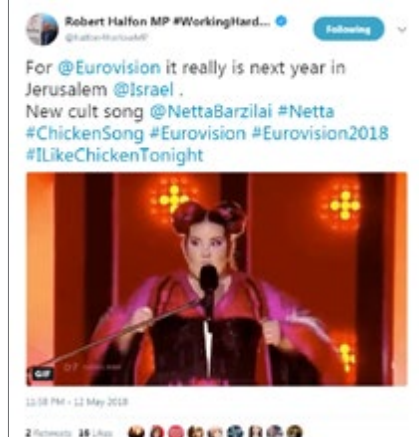 Robert Halfon MP #WorkingHard...
Following
For @Eurovision it really is next year in
Jerusalem @Israel .
New cult song @NettaBarzilai #Netta
#ChickenSong #Eurovision #Eurovision2018
#ILikeChickenTonight
GIF
11:58 PM - 12 May 2018
2 Retweets 16 Likes